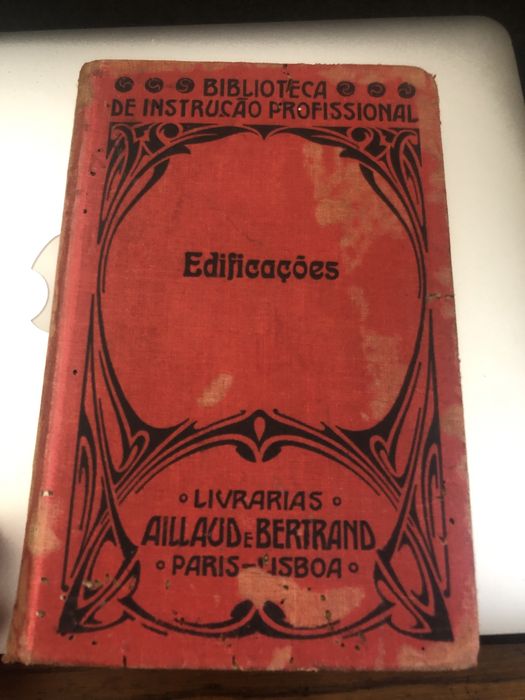 BIBLIOTECA
DE INSTRUÇÃO PROFISSIONAL
Edificações
LIVRARIAS
AILLAUD E BERTRAND
PARIS-LISBOA